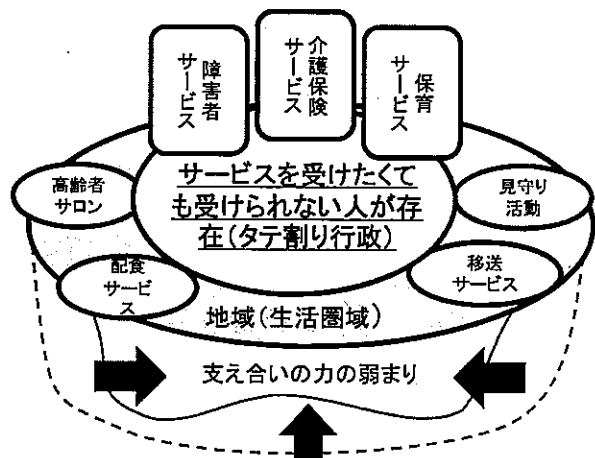 障害者
サービス
介護保険
サービス
保育
サービス
サービスを受けたくて
も受けられない人が存
在(タテ割り行政)
高齢者
サロン
見守り
活動
配食
サービ
ス
移送
サービス
地域(生活圏域)
支え合いの力の弱まり